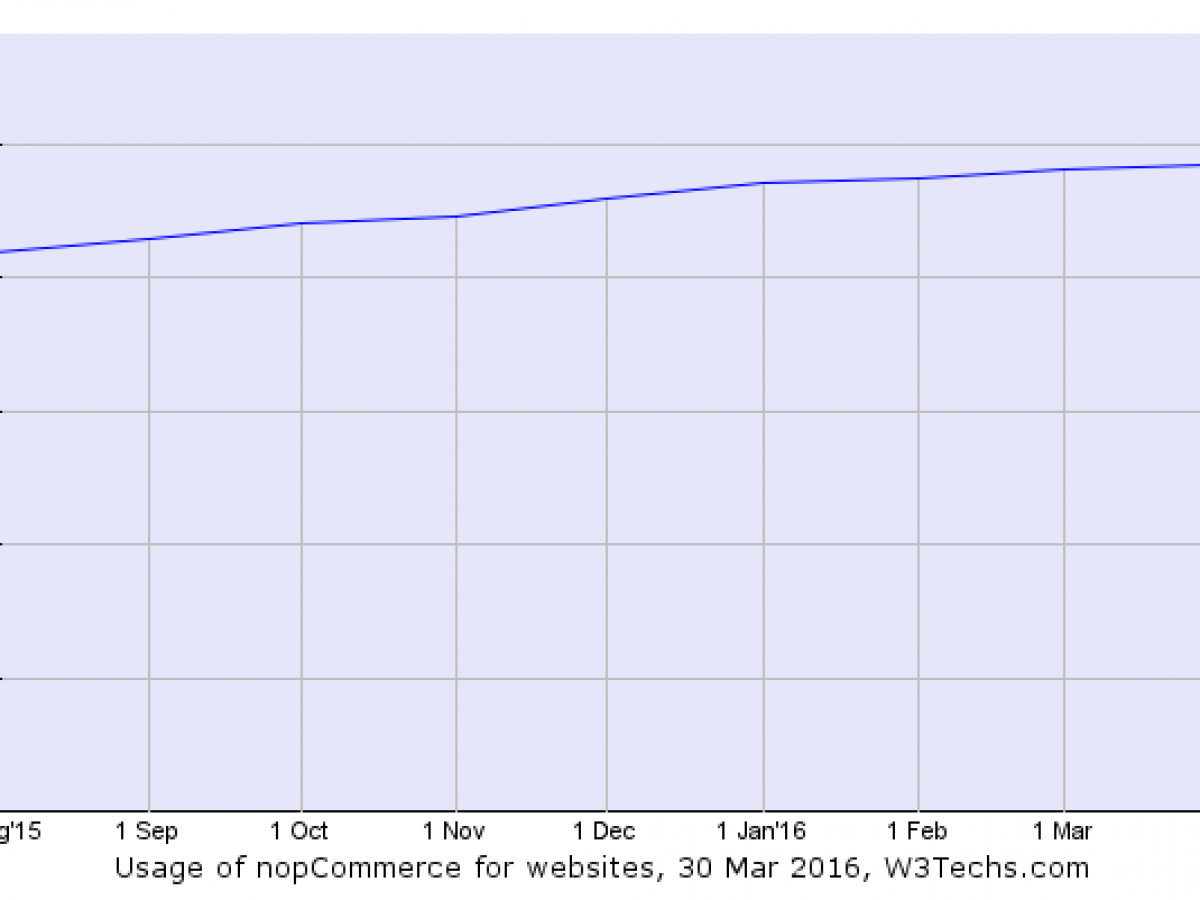 g'15 1 Sep 1 Oct 1 Nov 1 Dec 1 Jan'16 1 Feb 1 Mar
Usage of nopCommerce for websites, 30 Mar 2016, W3Techs.com